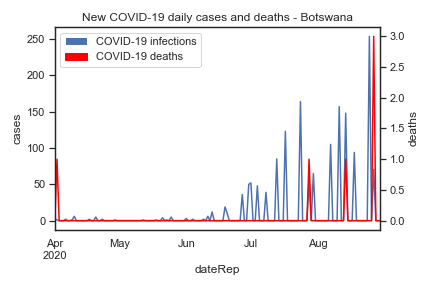 New COVID-19 daily cases and deaths - Botswana
COVID-19 infections
COVID-19 deaths
250
200
150
100
50
0
cases
3.0
2.5
2.0
1.5
1.0
0.5
0.0
deaths
Apr May Jun Jul Aug
2020
dateRep